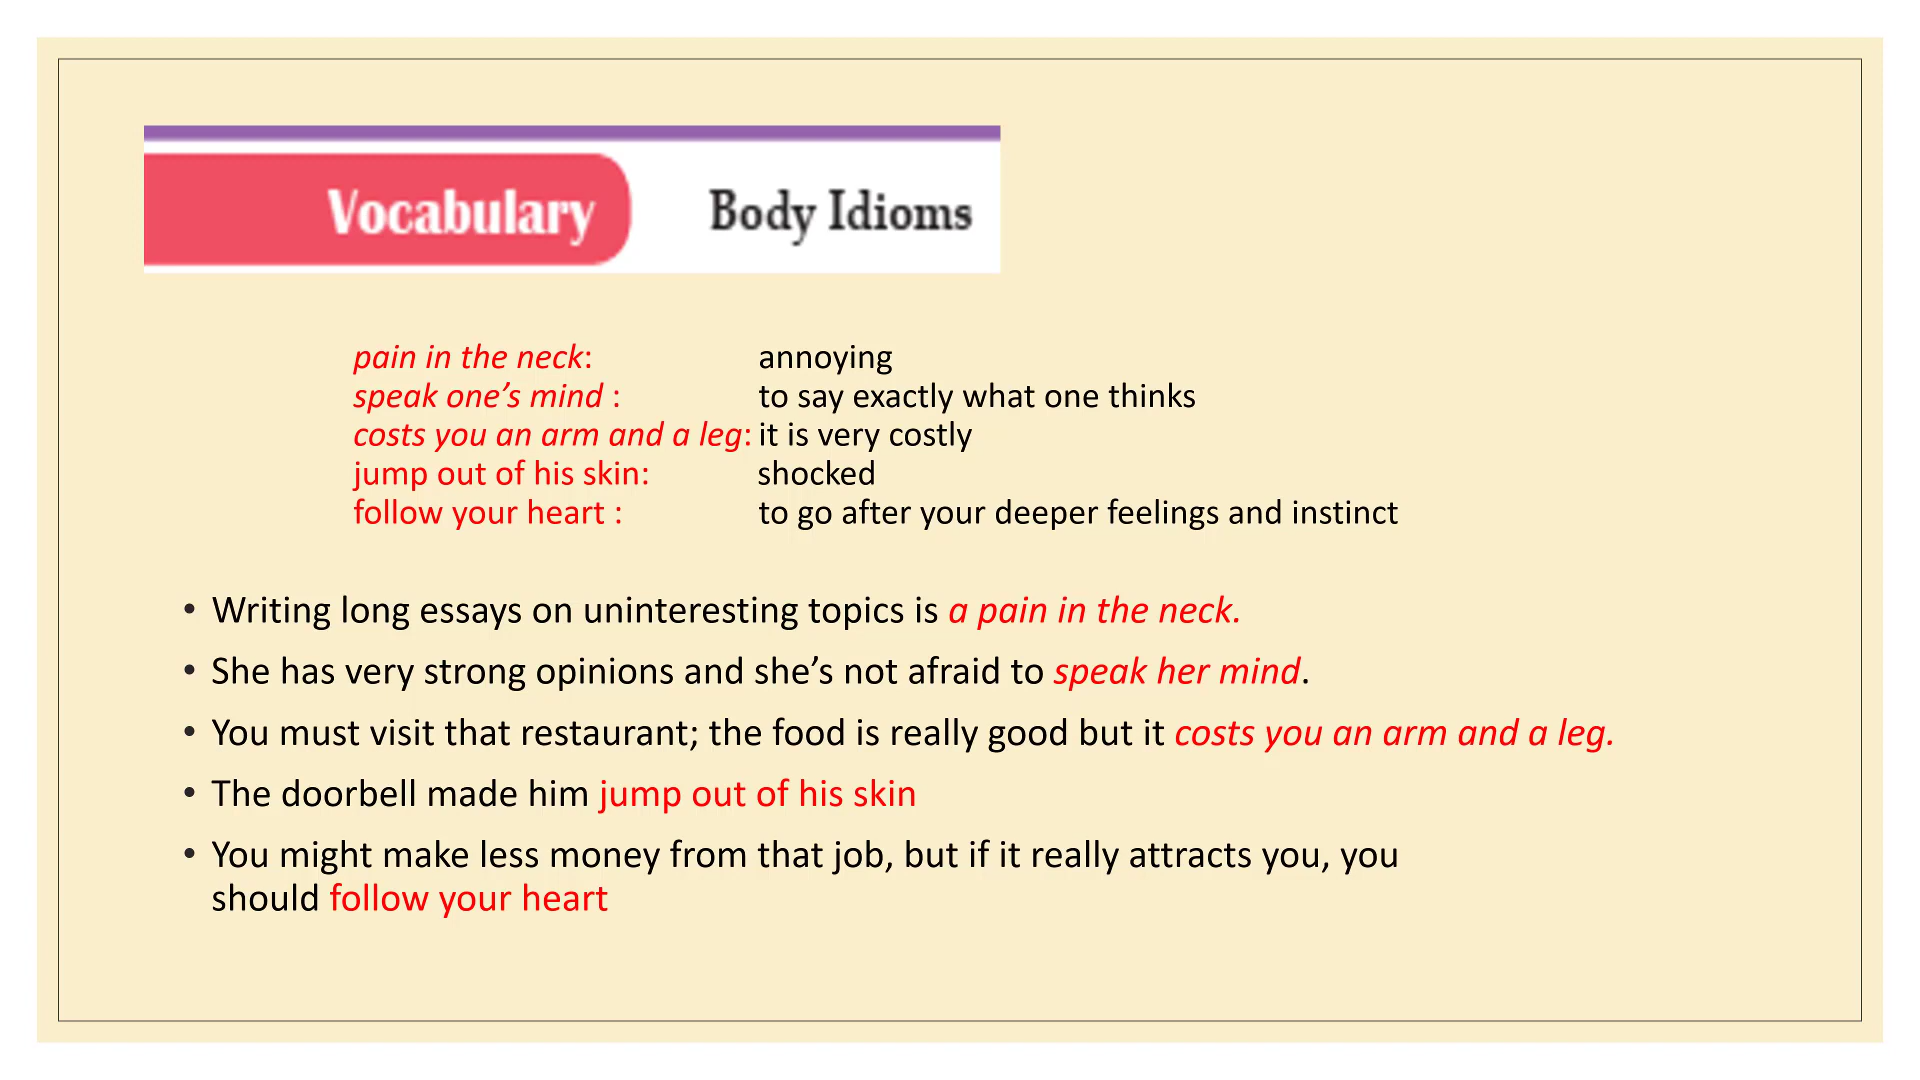 Vocabulary Body Idioms
pain in the neck: annoying
speak one’s mind : to say exactly what one thinks
costs you an arm and a leg: it is very costly
jump out of his skin: shocked
follow your heart : to go after your deeper feelings and instinct
• Writing long essays on uninteresting topics is a pain in the neck.
• She has very strong opinions and she’s not afraid to speak her mind.
• You must visit that restaurant; the food is really good but it costs you an arm and a leg.
• The doorbell made him jump out of his skin
• You might make less money from that job, but if it really attracts you, you
should follow your heart